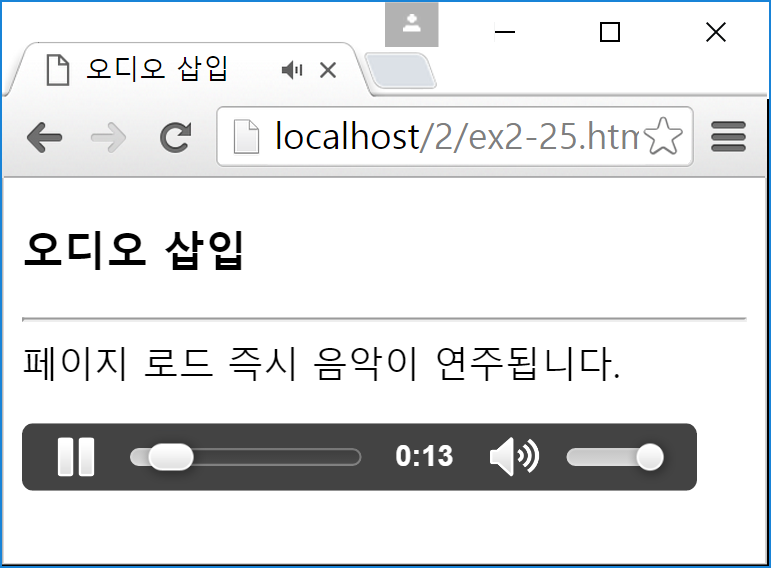 오디오 삽입
localhost/2/ex2-25.htm
오디오 삽입
페이지 로드 즉시 음악이 연주됩니다.
0:13